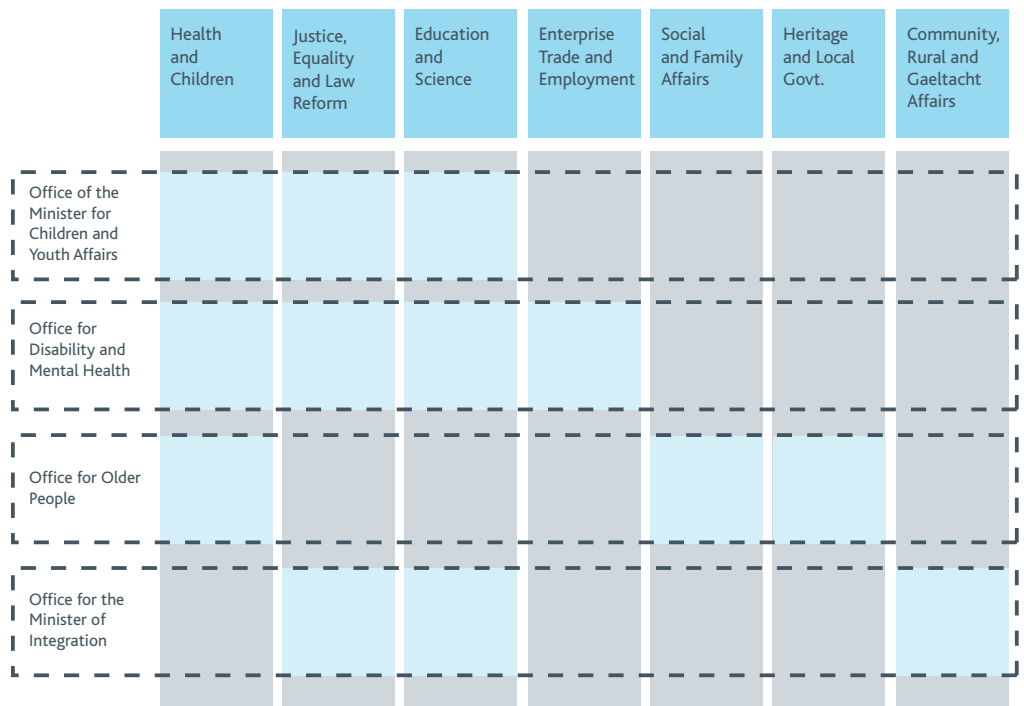 Health
and
Children
Justice,
Equality
and Law
Reform
Education
and
Science
Enterprise
Trade and
Employment
Social
and Family
Affairs
Heritage
and Local
Govt.
Community,
Rural and
Gaeltacht
Affairs
Office of the
Minister for
Children and
Youth Affairs
Office for
Disability and
Mental Health
Office for Older
People
Office for the
Minister of
Integration